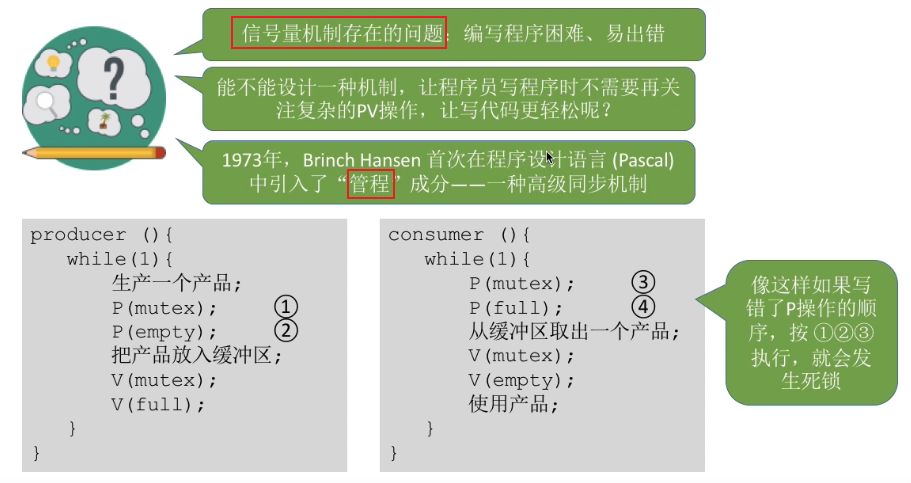 信号量机制存在的问题：编写程序困难、易出错
能不能设计一种机制，让程序员写程序时不需要再关
注复杂的PV操作，让写代码更轻松呢？
1973年，Brinch Hansen 首次在程序设计语言 (Pascal)
中引入了“管程”成分——一种高级同步机制
producer (){
while(1){
生产一个产品;
P(mutex); ①
P(empty); ②
把产品放入缓冲区;
V(mutex);
V(full);
}
}
consumer (){
while(1){
P(mutex); ③
P(full); ④
从缓冲区取出一个产品;
V(mutex);
V(empty);
使用产品;
}
}
像这样如果写
错了P操作的顺
序，按①②③
执行，就会发
生死锁
?